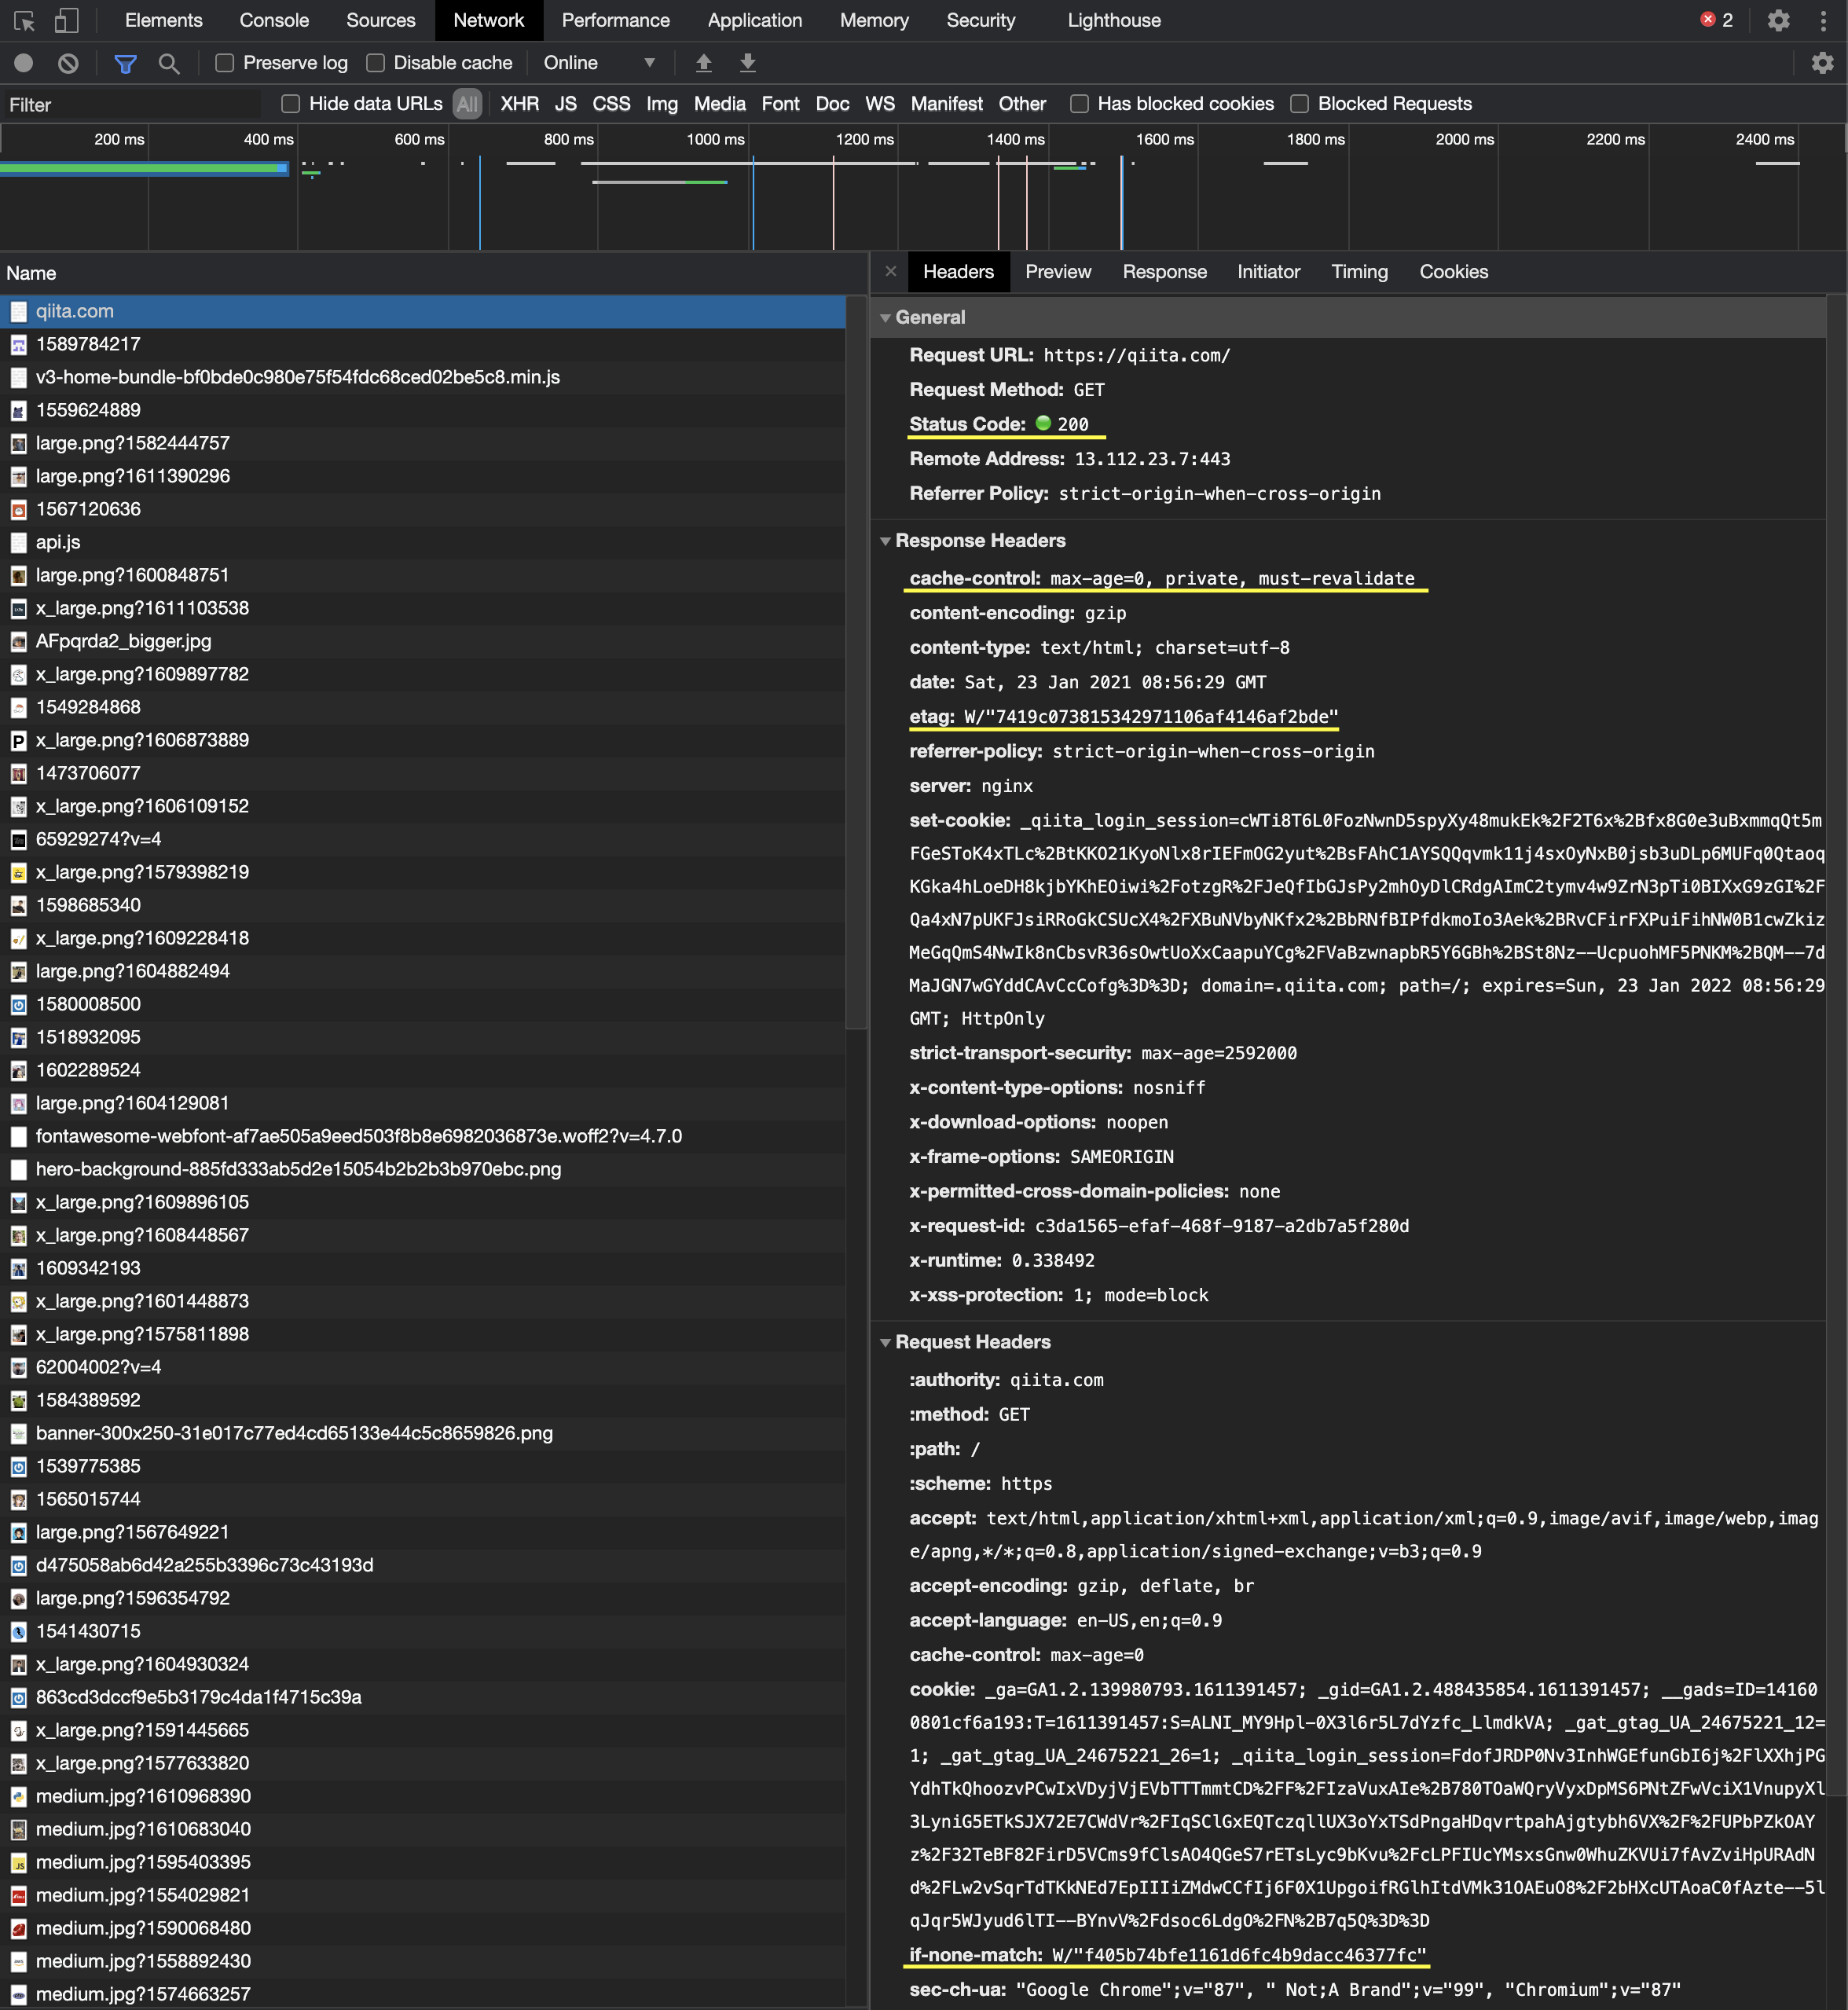 Elements Console Sources Network Performance Application Memory Security Lighthouse 2
Preserve log Disable cache Online
Filter Hide data URLs All XHR JS CSS Img Media Font Doc WS Manifest Other Has blocked cookies Blocked Requests
200 ms 400 ms 600 ms 800 ms 1000 ms 1200 ms 1400 ms 1600 ms 1800 ms 2000 ms 2200 ms 2400 ms
Name
qiita.com
1589784217
v3-home-bundle-bf0bde0c980e75f54fdc68ced02be5c8.min.js
1559624889
large.png?1582444757
large.png?1611390296
1567120636
api.js
large.png?1600848751
x_large.png?1611103538
AFpqrda2_bigger.jpg
x_large.png?1609897782
1549284868
x_large.png?1606873889
1473706077
x_large.png?1606109152
65929274?v=4
x_large.png?1579398219
1598685340
x_large.png?1609228418
large.png?1604882494
1580008500
1518932095
1602289524
large.png?1604129081
fontawesome-webfont-af7ae505a9eed503f8b8e6982036873e.woff2?v=4.7.0
hero-background-885fd333ab5d2e15054b2b2b3b970ebc.png
x_large.png?1609896105
x_large.png?1608448567
1609342193
x_large.png?1601448873
x_large.png?1575811898
62004002?v=4
1584389592
banner-300x250-31e017c77ed4cd65133e44c5c8659826.png
1539775385
1565015744
large.png?1567649221
d475058ab6d42a255b3396c73c43193d
large.png?1596354792
1541430715
x_large.png?1604930324
863cd3dccf9e5b3179c4da1f4715c39a
x_large.png?1591445665
x_large.png?1577633820
medium.jpg?1610968390
medium.jpg?1610683040
medium.jpg?1595403395
medium.jpg?1554029821
medium.jpg?1590068480
medium.jpg?1558892430
medium.jpg?1574663257
Headers Preview Response Initiator Timing Cookies
General
Request URL: https://qiita.com/
Request Method: GET
Status Code: 200
Remote Address: 13.112.23.7:443
Referrer Policy: strict-origin-when-cross-origin
Response Headers
cache-control: max-age=0, private, must-revalidate
content-encoding: gzip
content-type: text/html; charset=utf-8
date: Sat, 23 Jan 2021 08:56:29 GMT
etag: W/"7419c073815342971106af4146af2bde"
referrer-policy: strict-origin-when-cross-origin
server: nginx
set-cookie: _qiita_login_session=cWTi8T6L0FozNwnD5spyXy48mukEk%2F2T6x%2Bfx8G0e3uBxmmqQt5m
FGeSToK4xTLc%2BtKKO21KyoNlx8rIEFmOG2yut%2BsFAhC1AYSQQqvmk11j4sxOyNxB0jsb3uDLp6MUFq0Qtaoq
KGka4hLoeDH8kjbYKhEOiwi%2FotzgR%2FJeQfIbGJsPy2mhOyDlCRdgAImC2tymv4w9ZrN3pTi0BIXxG9zGI%2F
Qa4xN7pUKFJsiRRoGkCSUcX4%2FXBuNVbyNKfx2%2BbRNfBIPfdkmoIo3Aek%2BRvCFirFXPuiFihNW0B1cwZkiz
MeGqQmS4NwIk8nCbsvR36sOwtUoXxCaapuYCg%2FVaBzwnapbR5Y6GBh%2BSt8Nz--UcpuohMF5PNKM%2BQM--7d
MaJGN7wGYddCAvCcCofg%3D%3D; domain=.qiita.com; path=/; expires=Sun, 23 Jan 2022 08:56:29
GMT; HttpOnly
strict-transport-security: max-age=2592000
x-content-type-options: nosniff
x-download-options: noopen
x-frame-options: SAMEORIGIN
x-permitted-cross-domain-policies: none
x-request-id: c3da1565-efaf-468f-9187-a2db7a5f280d
x-runtime: 0.338492
x-xss-protection: 1; mode=block
Request Headers
:authority: qiita.com
:method: GET
:path: /
:scheme: https
accept: text/html,application/xhtml+xml,application/xml;q=0.9,image/avif,image/webp,imag
e/apng,*/*;q=0.8,application/signed-exchange;v=b3;q=0.9
accept-encoding: gzip, deflate, br
accept-language: en-US,en;q=0.9
cache-control: max-age=0
cookie: _ga=GA1.2.139980793.1611391457; _gid=GA1.2.488435854.1611391457; __gads=ID=14160
0801cf6a193:T=1611391457:S=ALNI_MY9Hpl-0X3l6r5L7dYzfc_LlmdkVA; _gat_gtag_UA_24675221_12=
1; _gat_gtag_UA_24675221_26=1; _qiita_login_session=FdofJRDP0Nv3InhWGEfunGbI6j%2FlXXhjPG
YdhTkQhoozvPCwIxVDyjVjEVbTTTmmtCD%2FF%2FIzaVuxAIe%2B780TOaWQryVyxDpMS6PNtZFwVciX1VnupyXl
3LyniG5ETkSJX72E7CWdVr%2FIqSClGxEQTczqllUX3oYxTSdPngaHDqvrtpahAjgtybh6VX%2F%2FUPbPZkOAY
z%2F32TeBF82FirD5VCms9fClsAO4QGeS7rETsLyc9bKvu%2FcLPFIUcYMsxsGnw0WhuZKVUi7fAvZviHpURAdN
d%2FLw2vSqrTdTKkNEd7EpIIIiZMdwCCfIj6F0X1UpgoifRGlhItdVMk31OAEuO8%2F2bHXcUTAoaC0fAzte--5l
qJqr5WJyud6lTI--BYnvV%2Fdsoc6LdgO%2FN%2B7q5Q%3D%3D
if-none-match: W/"f405b74bfe1161d6fc4b9dacc46377fc"
sec-ch-ua: "Google Chrome";v="87", " Not;A Brand";v="99", "Chromium";v="87"